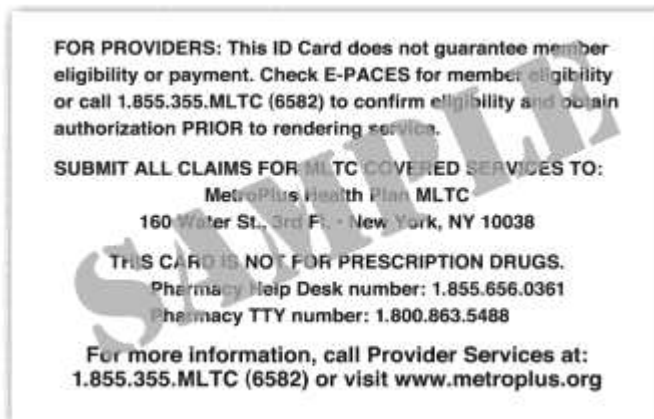 FOR PROVIDERS: This ID Card does not guarantee member
eligibility or payment. Check E-PACES for member eligibility
or call 1.855.355.MLTC (6582) to confirm eligibility and obtain
authorization PRIOR to rendering service.
SUBMIT ALL CLAIMS FOR MLTC COVERED SERVICES TO:
MetroPlus Health Plan MLTC
160 Water St., 3rd Fl. • New York, NY 10038
THIS CARD IS NOT FOR PRESCRIPTION DRUGS.
Pharmacy Help Desk number: 1.855.656.0361
Pharmacy TTY number: 1.800.863.5488
For more information, call Provider Services at:
1.855.355.MLTC (6582) or visit www.metroplus.org
SAMPLE